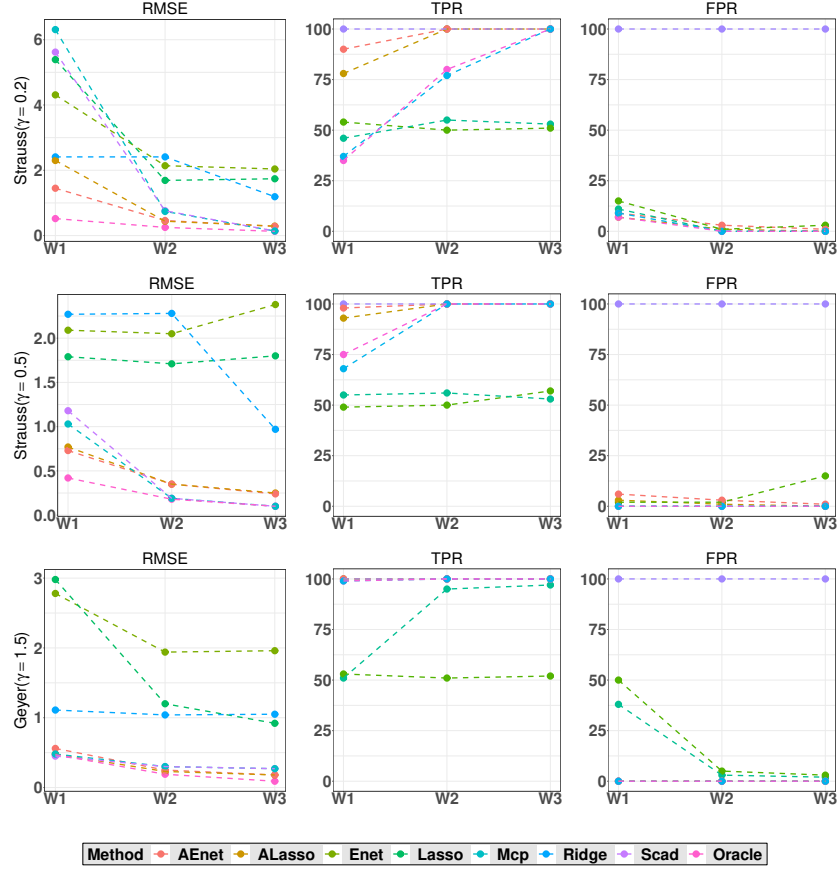 RMSE TPR FPR
Strauss(γ = 0.2)
6
4
2
0
W1 W2 W3
100
75
50
25
0
W1 W2 W3
100
75
50
25
0
W1 W2 W3
RMSE TPR FPR
Strauss(γ = 0.5)
2.0
1.5
1.0
0.5
0.0
W1 W2 W3
100
75
50
25
0
W1 W2 W3
100
75
50
25
0
W1 W2 W3
RMSE TPR FPR
Geyer(γ = 1.5)
3
2
1
0
W1 W2 W3
100
75
50
25
0
W1 W2 W3
100
75
50
25
0
W1 W2 W3
Method AEnet ALasso Enet Lasso Mcp Ridge Scad Oracle